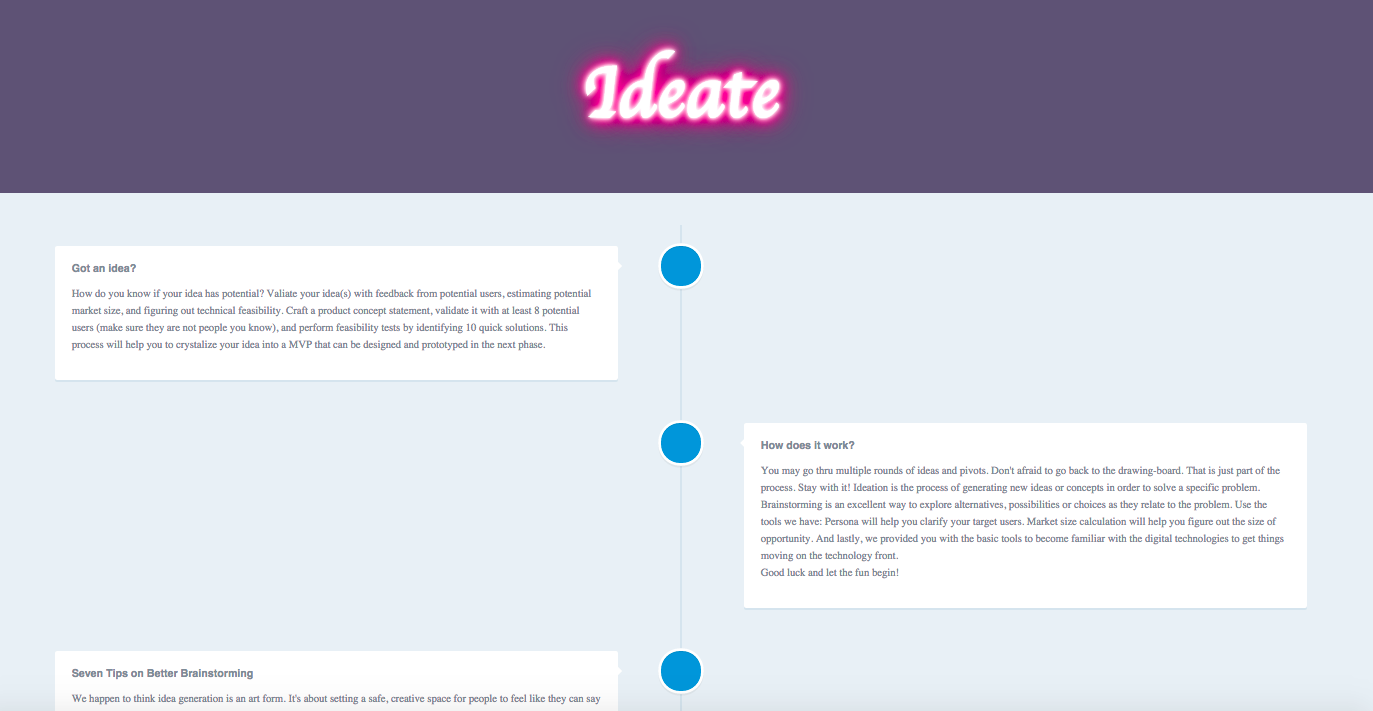 Ideate
Got an idea?
How do you know if your idea has potential? Valiate your idea(s) with feedback from potential users, estimating potential
market size, and figuring out technical feasibility. Craft a product concept statement, validate it with at least 8 potential
users (make sure they are not people you know), and perform feasibility tests by identifying 10 quick solutions. This
process will help you to crystalize your idea into a MVP that can be designed and prototyped in the next phase.
How does it work?
You may go thru multiple rounds of ideas and pivots. Don't afraid to go back to the drawing-board. That is just part of the
process. Stay with it! Ideation is the process of generating new ideas or concepts in order to solve a specific problem.
Brainstorming is an excellent way to explore alternatives, possibilities or choices as they relate to the problem. Use the
tools we have: Persona will help you clarify your target users. Market size calculation will help you figure out the size of
opportunity. And lastly, we provided you with the basic tools to become familiar with the digital technologies to get things
moving on the technology front.
Good luck and let the fun begin!
Seven Tips on Better Brainstorming
We happen to think idea generation is an art form. It's about setting a safe, creative space for people to feel like they can say